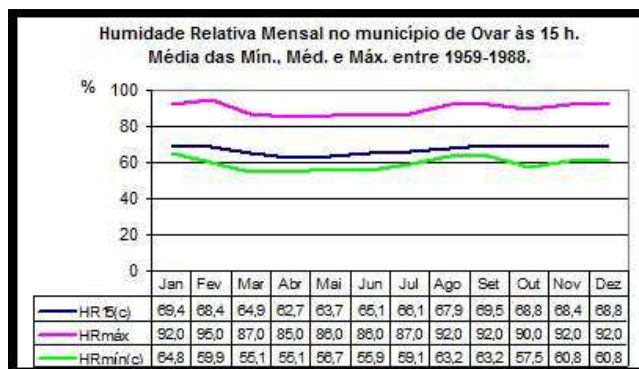 Humidade Relativa Mensal no município de Ovar às 15 h.
Média das Mín., Méd. e Máx. entre 1959-1988.
%
100
80
60
40
20
0
Jan Fev Mar Abr Mai Jun Jul Ago Set Out Nov Dez
HR15(c) 69,4 68,4 64,9 62,7 63,7 65,1 66,1 67,9 69,5 68,8 68,4 68,8
HRmáx 92,0 95,0 87,0 85,0 86,0 86,0 87,0 92,0 92,0 90,0 92,0 92,0
HRmín(c) 64,8 59,9 55,1 55,1 56,7 55,9 59,1 63,2 63,2 57,5 60,8 60,8